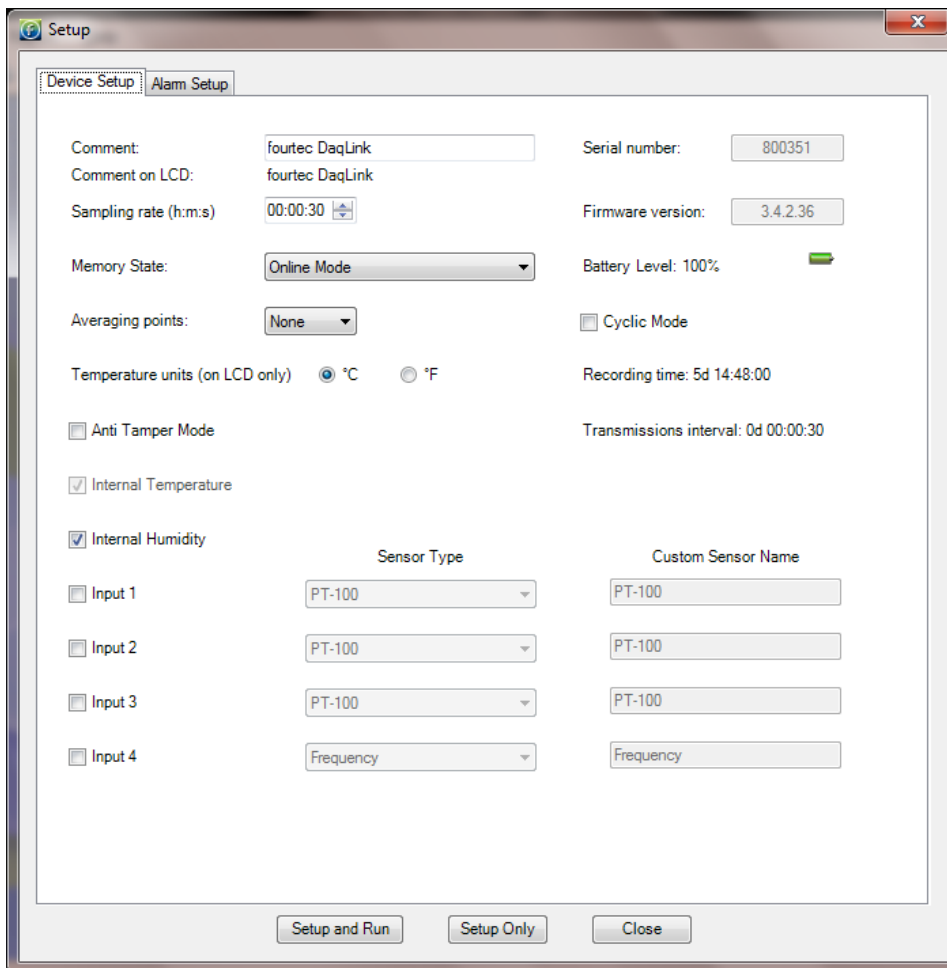 Setup
Device Setup Alarm Setup
Comment: fourtec DaqLink Serial number: 800351
Comment on LCD: fourtec DaqLink
Sampling rate (h:m:s) 00:00:30 Firmware version: 3.4.2.36
Memory State: Online Mode Battery Level: 100%
Averaging points: None Cyclic Mode
Temperature units (on LCD only) °C °F Recording time: 5d 14:48:00
Anti Tamper Mode Transmissions interval: 0d 00:00:30
Internal Temperature
Internal Humidity
Sensor Type Custom Sensor Name
Input 1 PT-100 PT-100
Input 2 PT-100 PT-100
Input 3 PT-100 PT-100
Input 4 Frequency Frequency
Setup and Run Setup Only Close